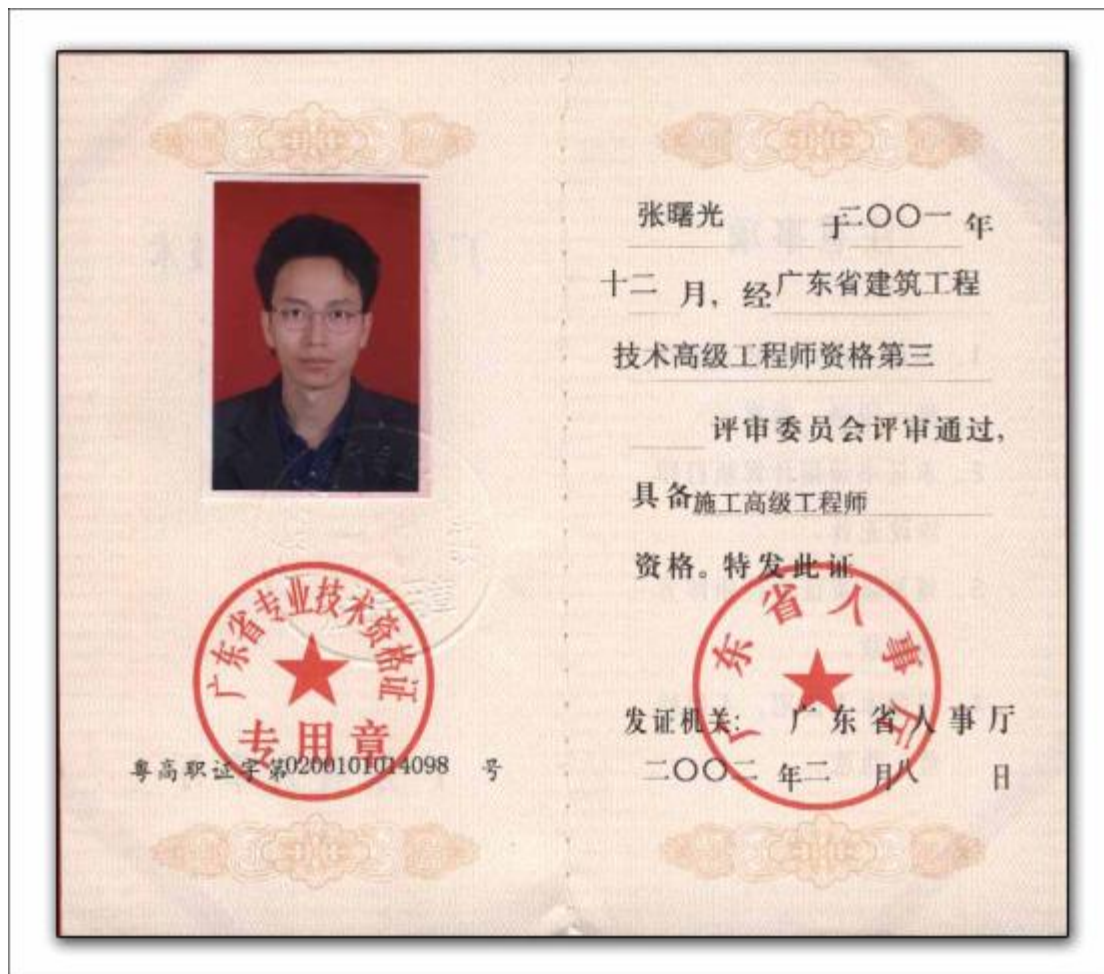 广东省专业技术资格证
专用章
粤高职证字第0200101014098 号
张曙光 于二〇〇一年
十二 月，经广东省建筑工程
技术高级工程师资格第三
评审委员会评审通过，
具备施工高级工程师
资格。特发此证
广东省人事厅
发证机关：广东省人事厅
二〇〇二 年二 月八 日